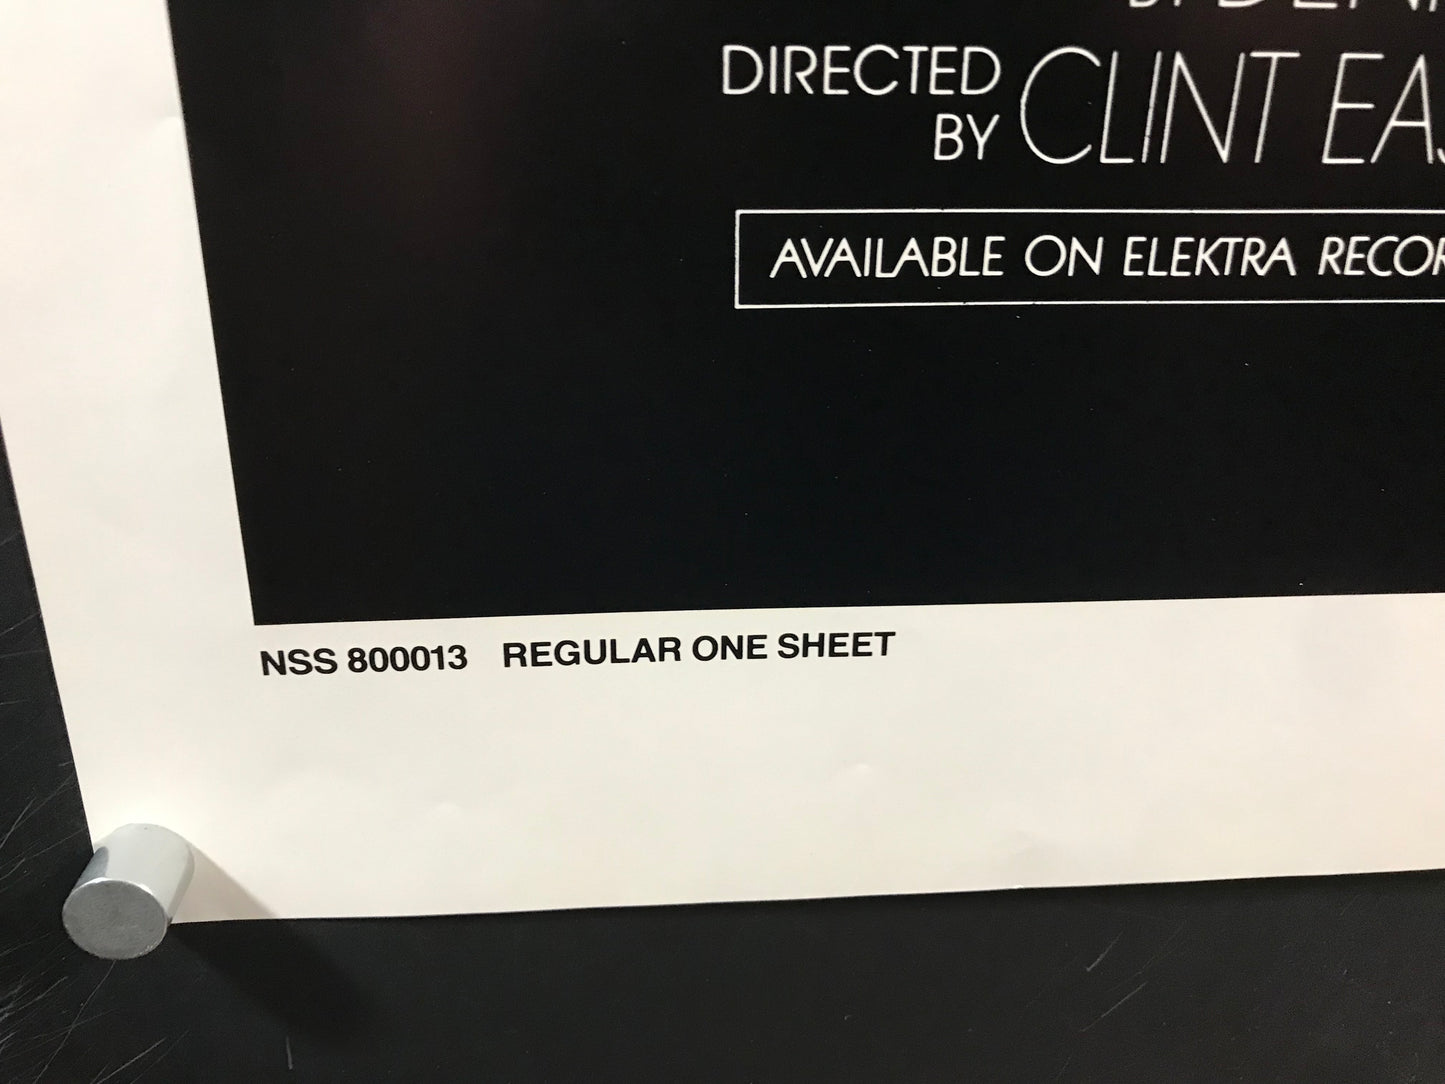 DIRECTED
BY CLINT
AVAILABLE ON ELEKTRA
NSS 800013 REGULAR ONE SHEET